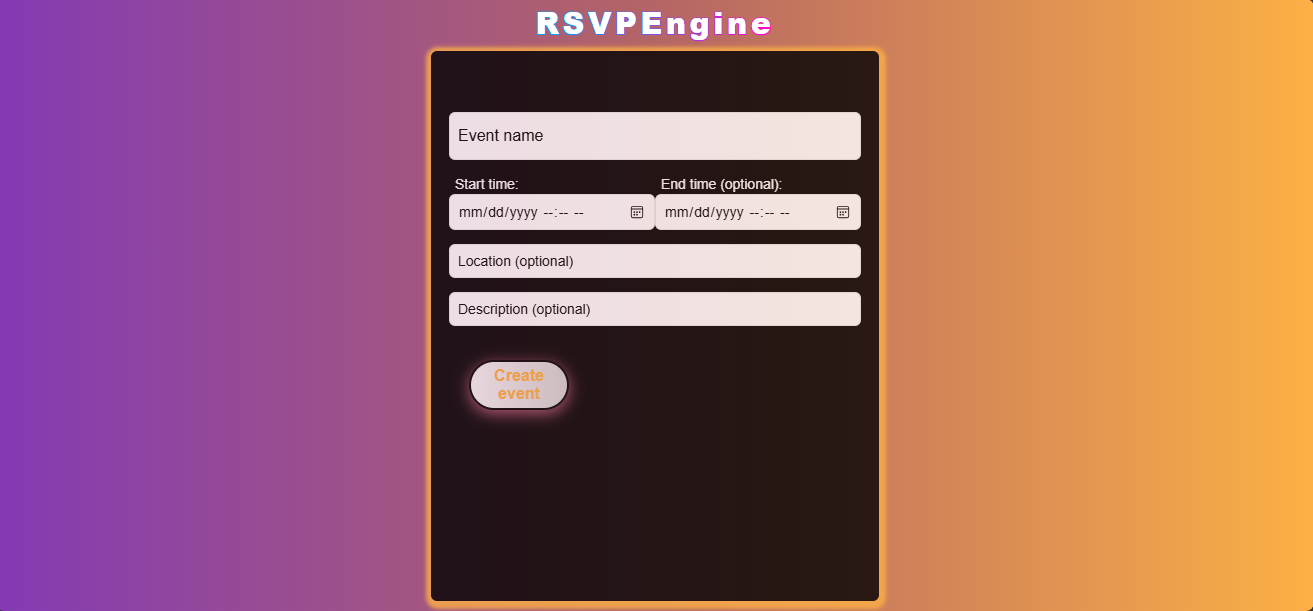 RSVPEngine
Event name
Start time: End time (optional):
mm/dd/yyyy --:-- -- mm/dd/yyyy --:-- --
Location (optional)
Description (optional)
Create
event